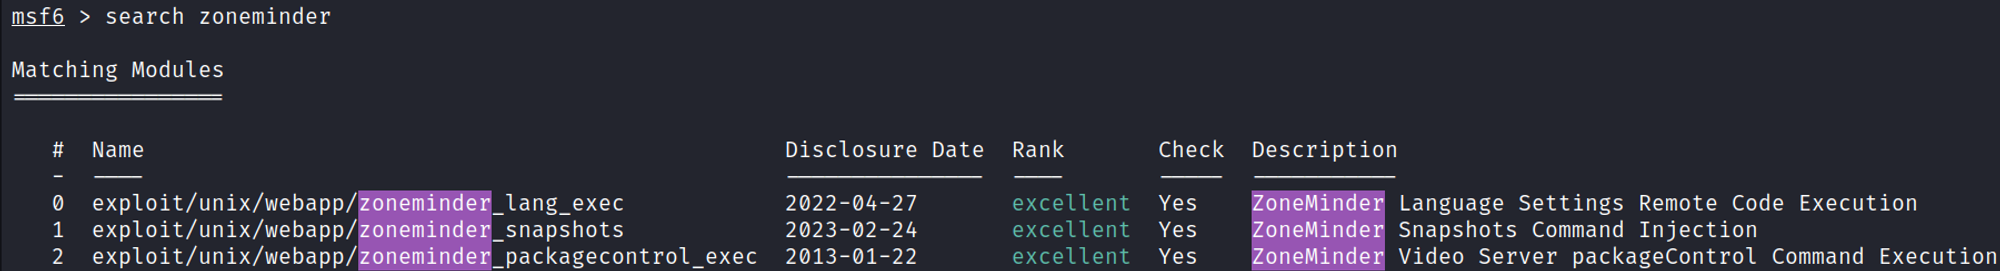 msf6 > search zoneminder
Matching Modules
================
# Name Disclosure Date Rank Check Description
- ---- --------------- ---- ----- -----------
0 exploit/unix/webapp/zoneminder_lang_exec 2022-04-27 excellent Yes ZoneMinder Language Settings Remote Code Execution
1 exploit/unix/webapp/zoneminder_snapshots 2023-02-24 excellent Yes ZoneMinder Snapshots Command Injection
2 exploit/unix/webapp/zoneminder_packagecontrol_exec 2013-01-22 excellent Yes ZoneMinder Video Server packageControl Command Execution